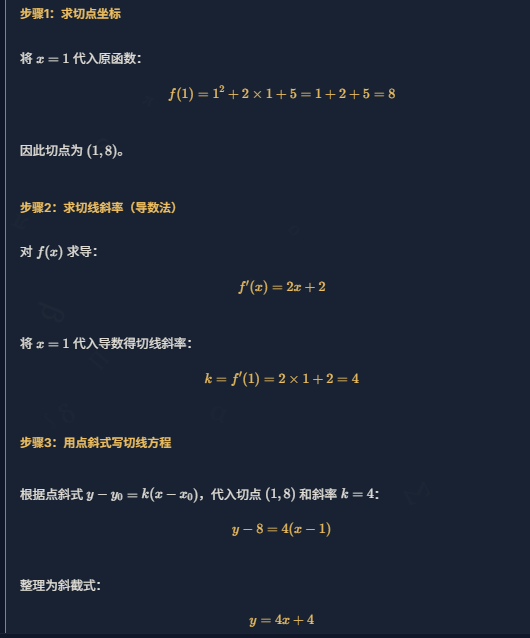 步骤1：求切点坐标
将 x = 1 代入原函数：
f(1) = 1² + 2 × 1 + 5 = 1 + 2 + 5 = 8
因此切点为 (1, 8)。
步骤2：求切线斜率（导数法）
对 f(x) 求导：
f′(x) = 2x + 2
将 x = 1 代入导数得切线斜率：
k = f′(1) = 2 × 1 + 2 = 4
步骤3：用点斜式写切线方程
根据点斜式 y − y₀ = k(x − x₀)，代入切点 (1, 8) 和斜率 k = 4：
y − 8 = 4(x − 1)
整理为斜截式：
y = 4x + 4